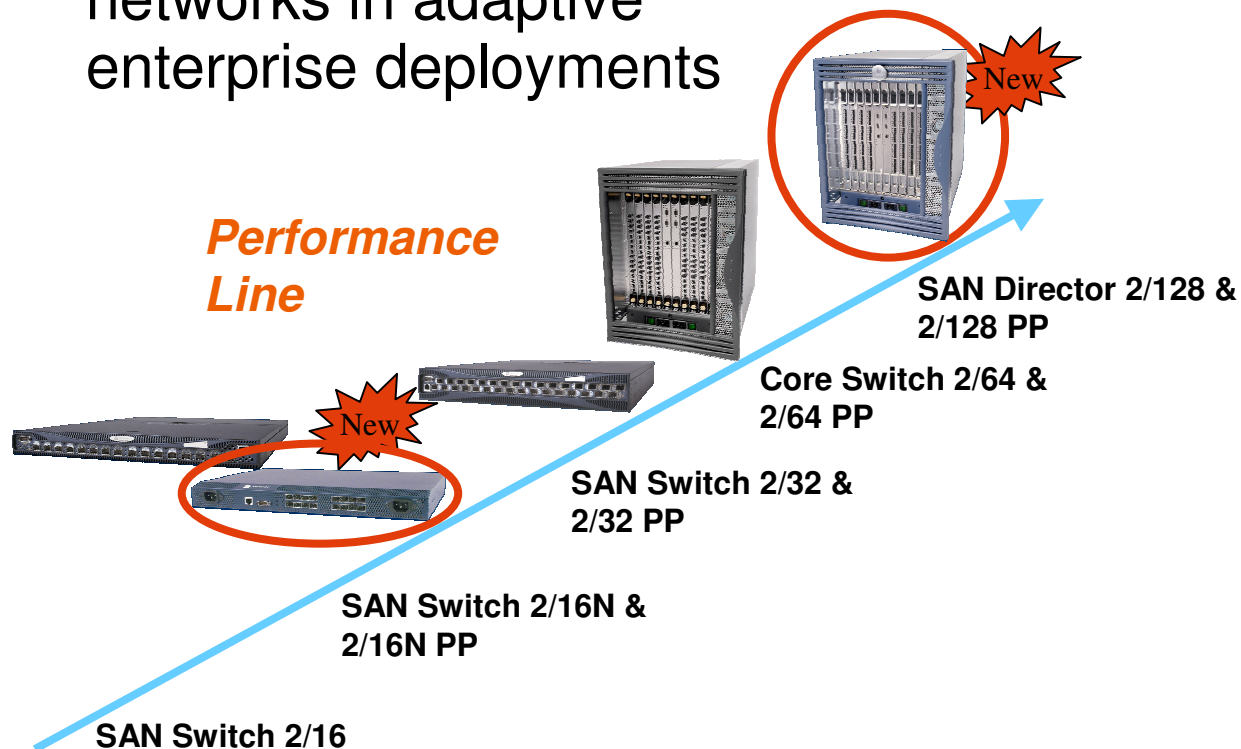 networks in adaptive
enterprise deployments
New
Performance
Line
SAN Director 2/128 &
2/128 PP
Core Switch 2/64 &
2/64 PP
New
SAN Switch 2/32 &
2/32 PP
SAN Switch 2/16N &
2/16N PP
SAN Switch 2/16